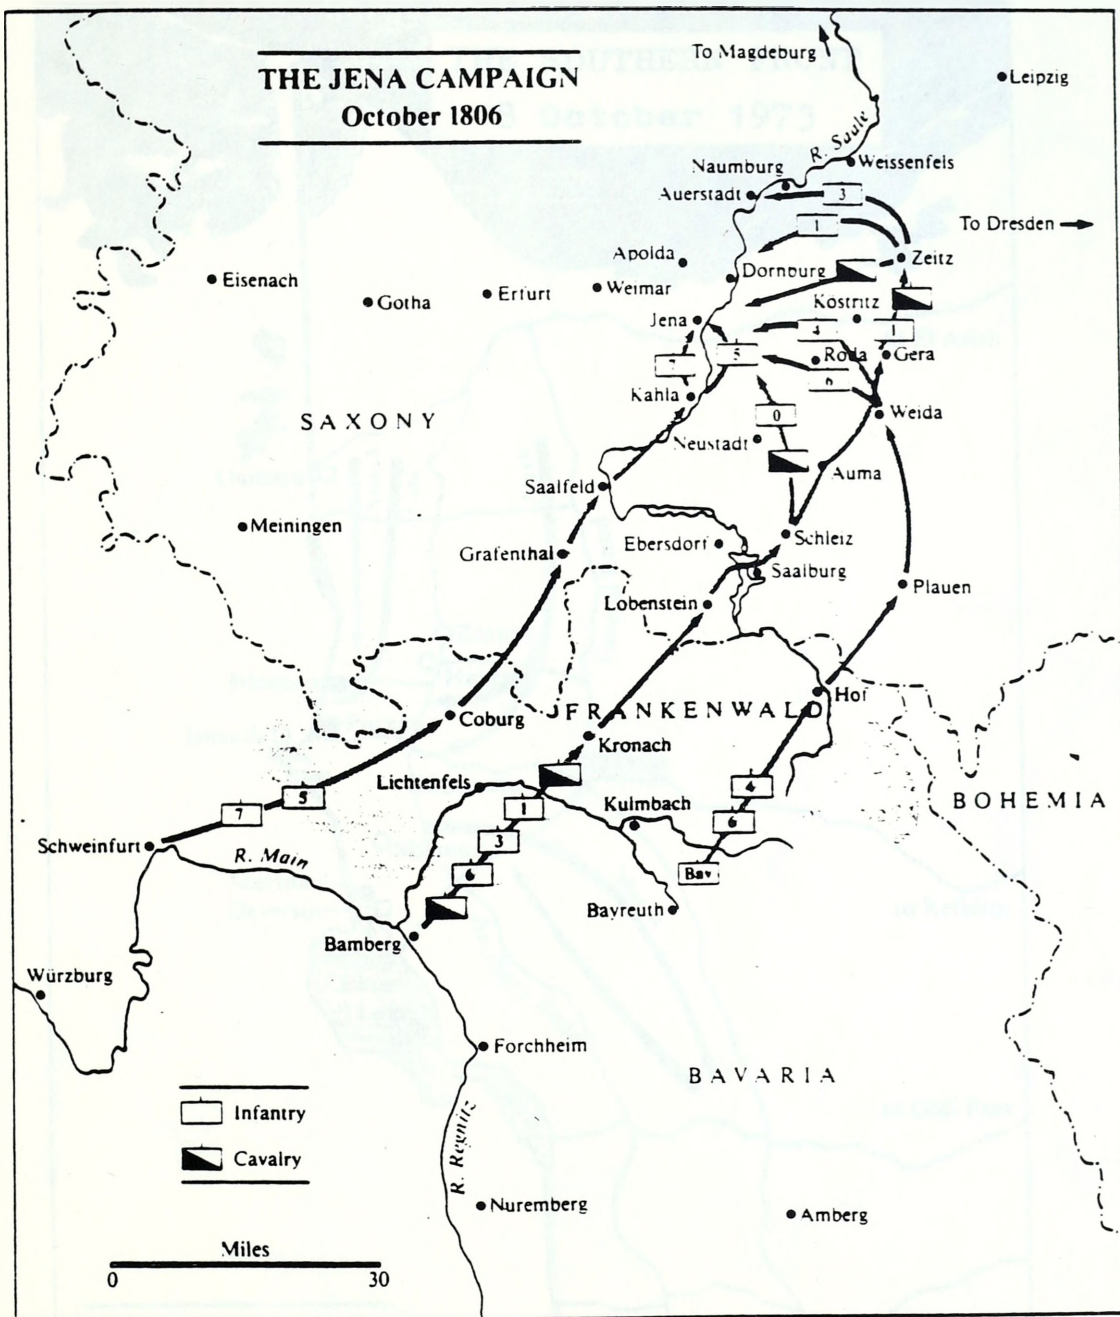 THE JENA CAMPAIGN
October 1806
To Magdeburg
Leipzig
R. Saale
Naumburg
Weissenfels
Auerstadt
3
To Dresden
1
Apolda
Dornburg
Zeitz
Eisenach
Gotha
Erfurt
Weimar
Köstritz
Jena
4
1
5
Roda
Gera
7
6
Kahla
0
Weida
SAXONY
Neustadt
Auma
Saalfeld
Meiningen
Grafenthal
Ebersdorf
Schleiz
Saalburg
Plauen
Lobenstein
Hof
Coburg
FRANKENWALD
Kronach
Lichtenfels
4
5
7
1
Kulmbach
6
BOHEMIA
Schweinfurt
R. Main
3
6
Bav
Bayreuth
Bamberg
Würzburg
Forchheim
BAVARIA
Infantry
Cavalry
R. Regnitz
Nuremberg
Amberg
Miles
0 30